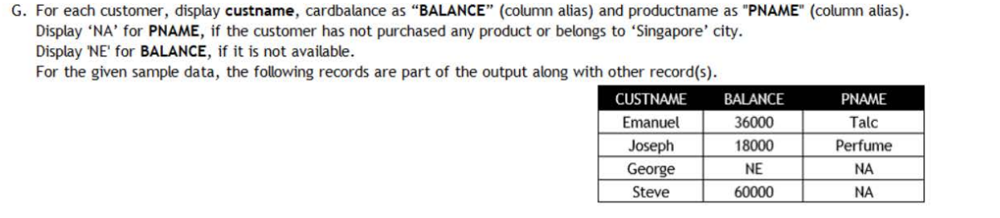 G. For each customer, display custname, cardbalance as “BALANCE” (column alias) and productname as "PNAME" (column alias).
Display ‘NA’ for PNAME, if the customer has not purchased any product or belongs to ‘Singapore’ city.
Display 'NE' for BALANCE, if it is not available.
For the given sample data, the following records are part of the output along with other record(s).
CUSTNAME BALANCE PNAME
Emanuel 36000 Talc
Joseph 18000 Perfume
George NE NA
Steve 60000 NA